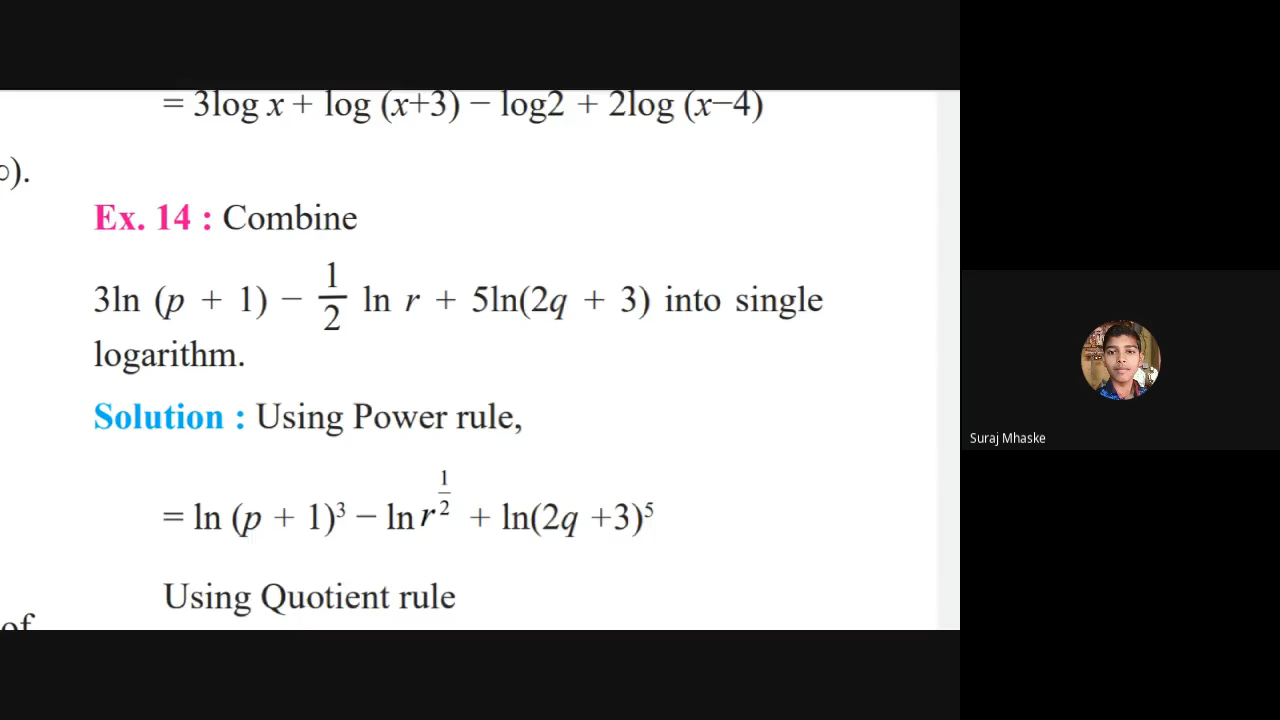 = 3log x + log (x+3) − log2 + 2log (x−4)
).
Ex. 14 : Combine
3ln (p + 1) − 1/2 ln r + 5ln(2q + 3) into single
logarithm.
Solution : Using Power rule,
= ln (p + 1)³ − ln r^(1/2) + ln(2q +3)⁵
Using Quotient rule
of
Suraj Mhaske